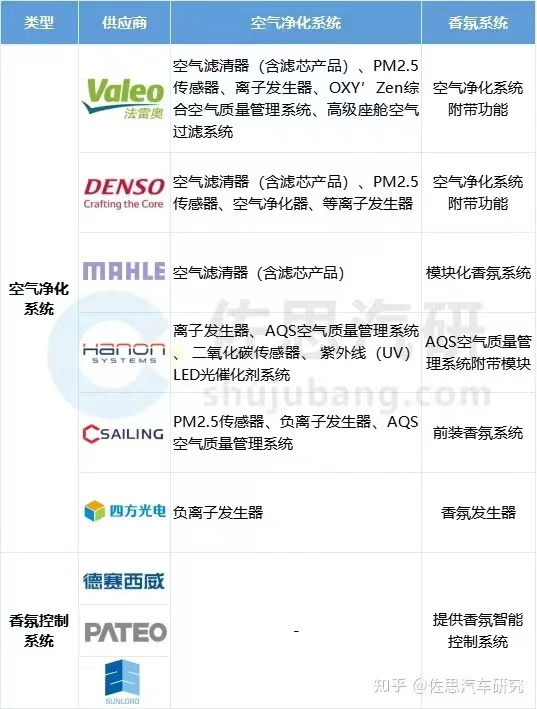 类型
供应商
空气净化系统
香氛系统
Valeo
法雷奥
空气滤清器（含滤芯产品）、PM2.5
传感器、离子发生器、OXY’Zen综
合空气质量管理系统、高级座舱空气
过滤系统
空气净化系统
附带功能
DENSO
Crafting the Core
空气滤清器（含滤芯产品）、PM2.5
传感器、空气净化器、等离子发生器
空气净化系统
附带功能
空气净化
系统
MAHLE
空气滤清器（含滤芯产品）
模块化香氛系统
Hanon
SYSTEMS
离子发生器、AQS空气质量管理系统
、 二氧化碳传感器、 紫外线（UV）
LED光催化剂系统
AQS空气质量管
理系统附带模块
SAILING
PM2.5传感器、负离子发生器、AQS
空气质量管理系统
前装香氛系统
四方光电
负离子发生器
香氛发生器
香氛控制
系统
德赛西威
PATEO
SUNLORD
-
提供香氛智能
控制系统
佐思汽研
shujubang.com
知乎 @佐思汽车研究